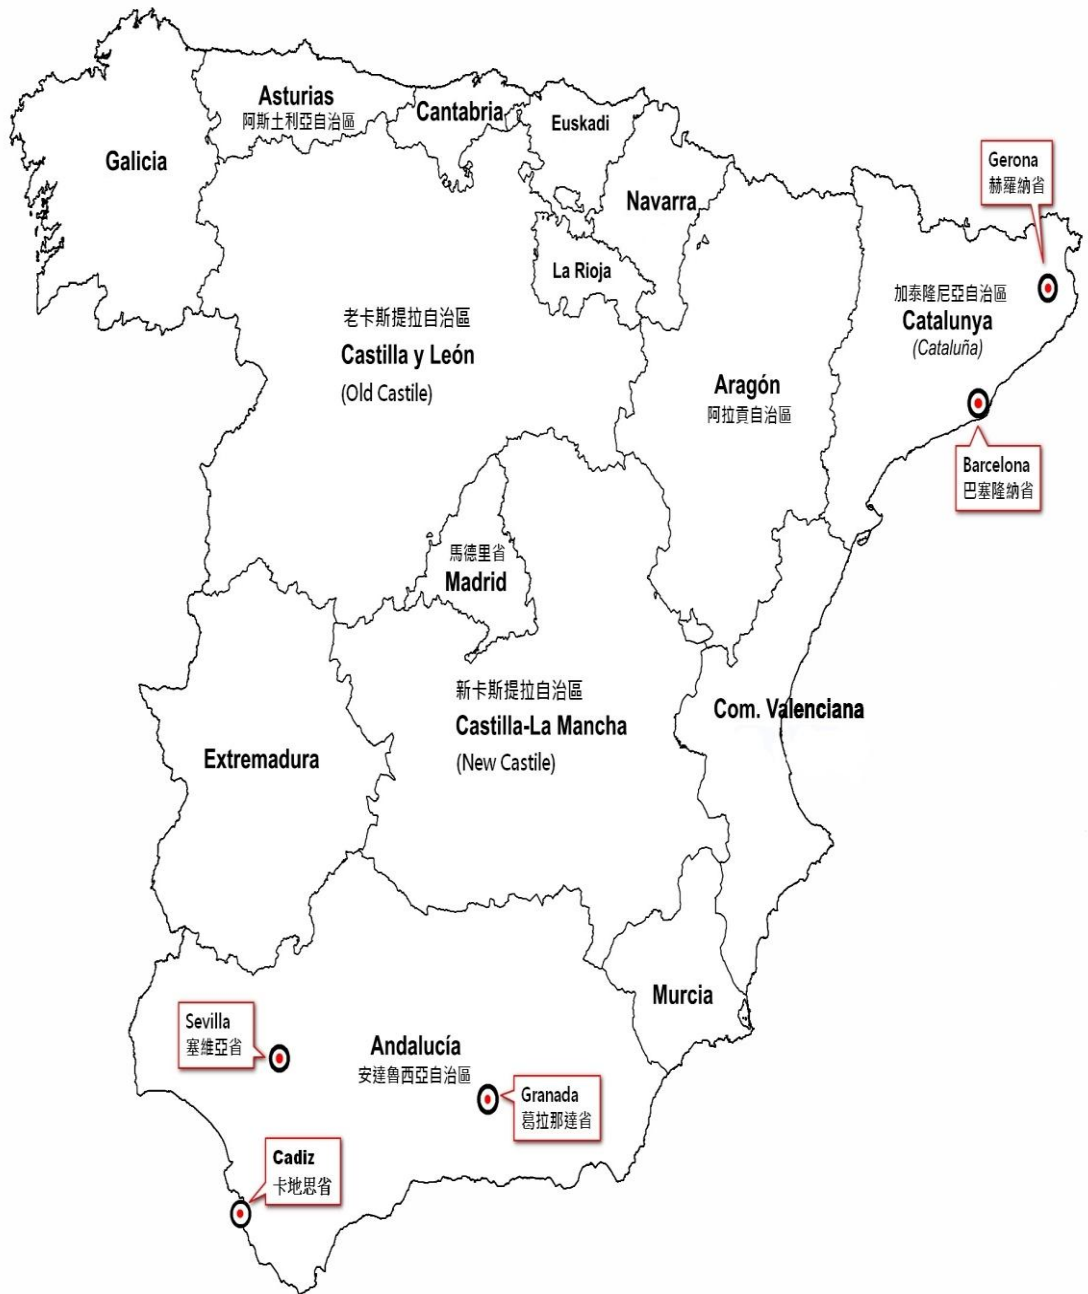 Asturias
阿斯土利亞自治區
Cantabria
Euskadi
Galicia
Navarra
Gerona
赫羅納省
La Rioja
加泰隆尼亞自治區
Catalunya
(Cataluña)
老卡斯提拉自治區
Castilla y León
(Old Castile)
Aragón
阿拉貢自治區
Barcelona
巴塞隆納省
馬德里省
Madrid
新卡斯提拉自治區
Castilla-La Mancha
(New Castile)
Com. Valenciana
Extremadura
Murcia
Sevilla
塞維亞省
Andalucía
安達魯西亞自治區
Granada
葛拉那達省
Cadiz
卡地思省